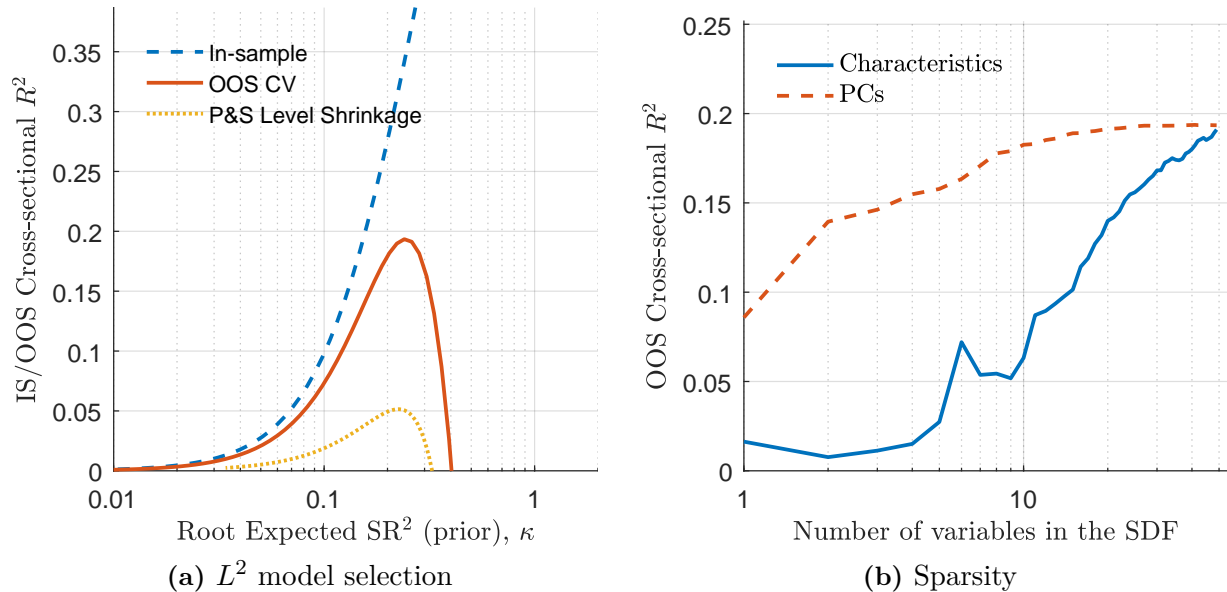 0.35
0.3
0.25
0.2
0.15
0.1
0.05
0
0.01
0.1
1
IS/OOS Cross-sectional R²
In-sample
OOS CV
P&S Level Shrinkage
Root Expected SR² (prior), κ
(a) L² model selection
0.25
0.2
0.15
0.1
0.05
0
1
10
OOS Cross-sectional R²
Characteristics
PCs
Number of variables in the SDF
(b) Sparsity